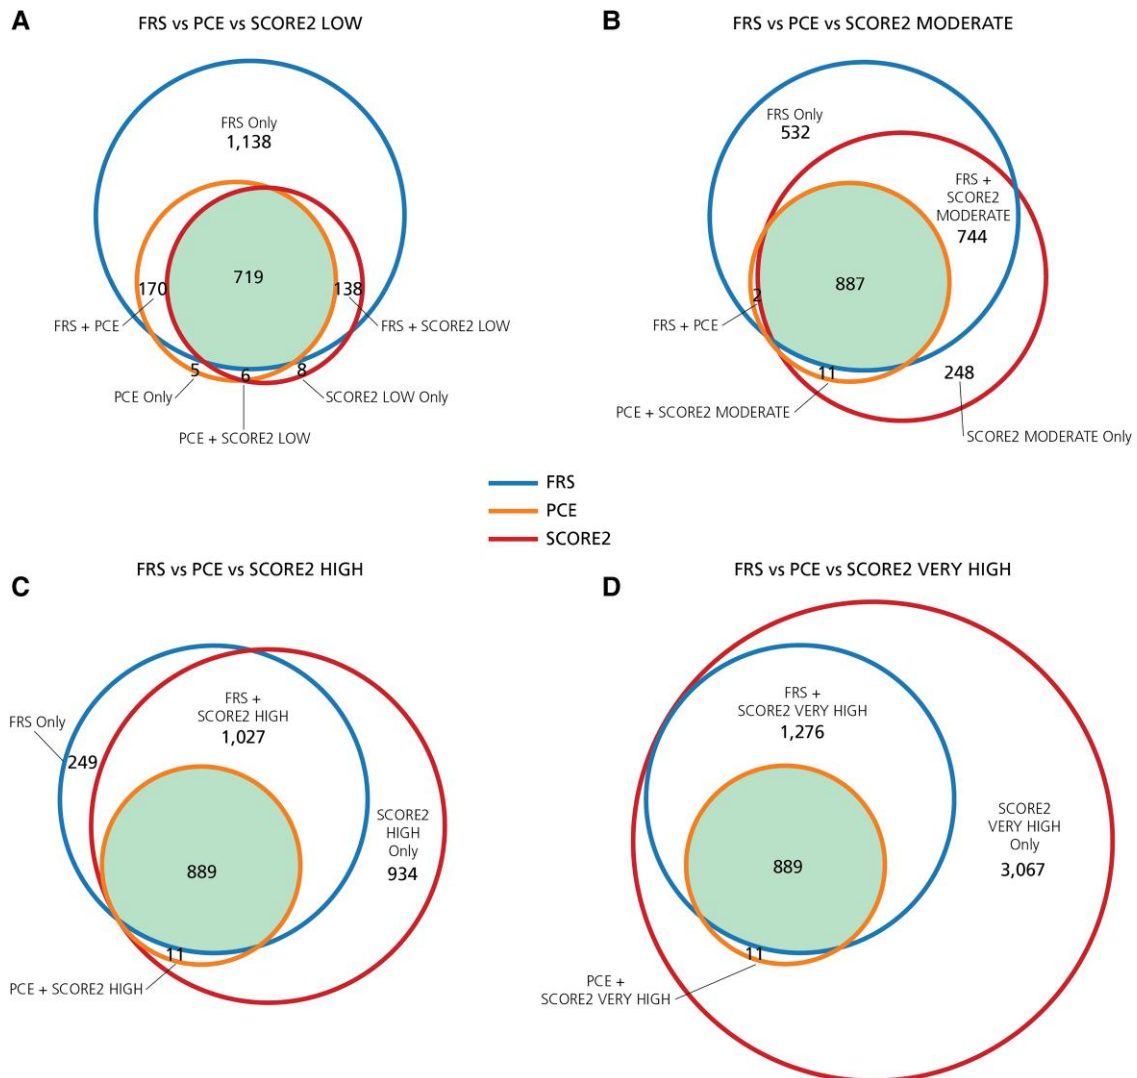 A
FRS vs PCE vs SCORE2 LOW
FRS Only
1,138
719
170
138
FRS + PCE
FRS + SCORE2 LOW
5
6
8
PCE Only
SCORE2 LOW Only
PCE + SCORE2 LOW
B
FRS vs PCE vs SCORE2 MODERATE
FRS Only
532
FRS +
SCORE2
MODERATE
744
887
2
FRS + PCE
11
248
PCE + SCORE2 MODERATE
SCORE2 MODERATE Only
FRS
PCE
SCORE2
C
FRS vs PCE vs SCORE2 HIGH
FRS +
SCORE2 HIGH
1,027
FRS Only
249
SCORE2
HIGH
Only
934
889
11
PCE + SCORE2 HIGH
D
FRS vs PCE vs SCORE2 VERY HIGH
FRS +
SCORE2 VERY HIGH
1,276
SCORE2
VERY HIGH
Only
3,067
889
11
PCE +
SCORE2 VERY HIGH